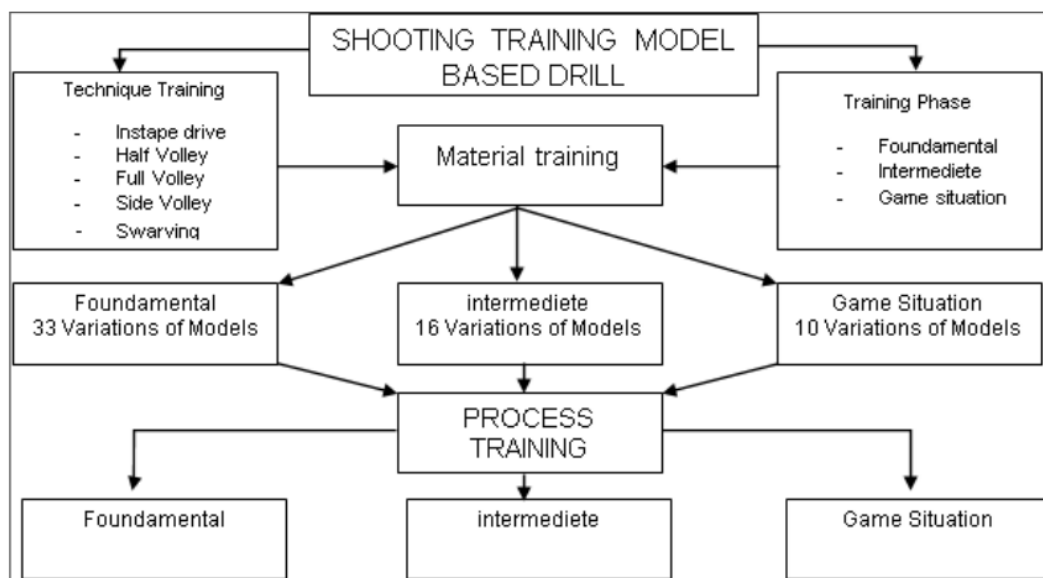 SHOOTING TRAINING MODEL
BASED DRILL
Technique Training
- Instape drive
- Half Volley
- Full Volley
- Side Volley
- Swarving
Material training
Training Phase
- Foundamental
- Intermediete
- Game situation
Foundamental
33 Variations of Models
intermediete
16 Variations of Models
Game Situation
10 Variations of Models
PROCESS
TRAINING
Foundamental
intermediete
Game Situation